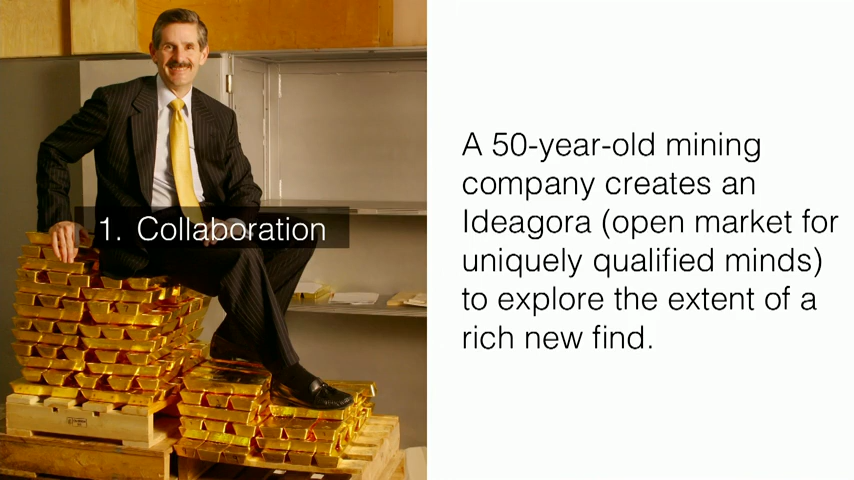 1. Collaboration
A 50-year-old mining
company creates an
Ideagora (open market for
uniquely qualified minds)
to explore the extent of a
rich new find.